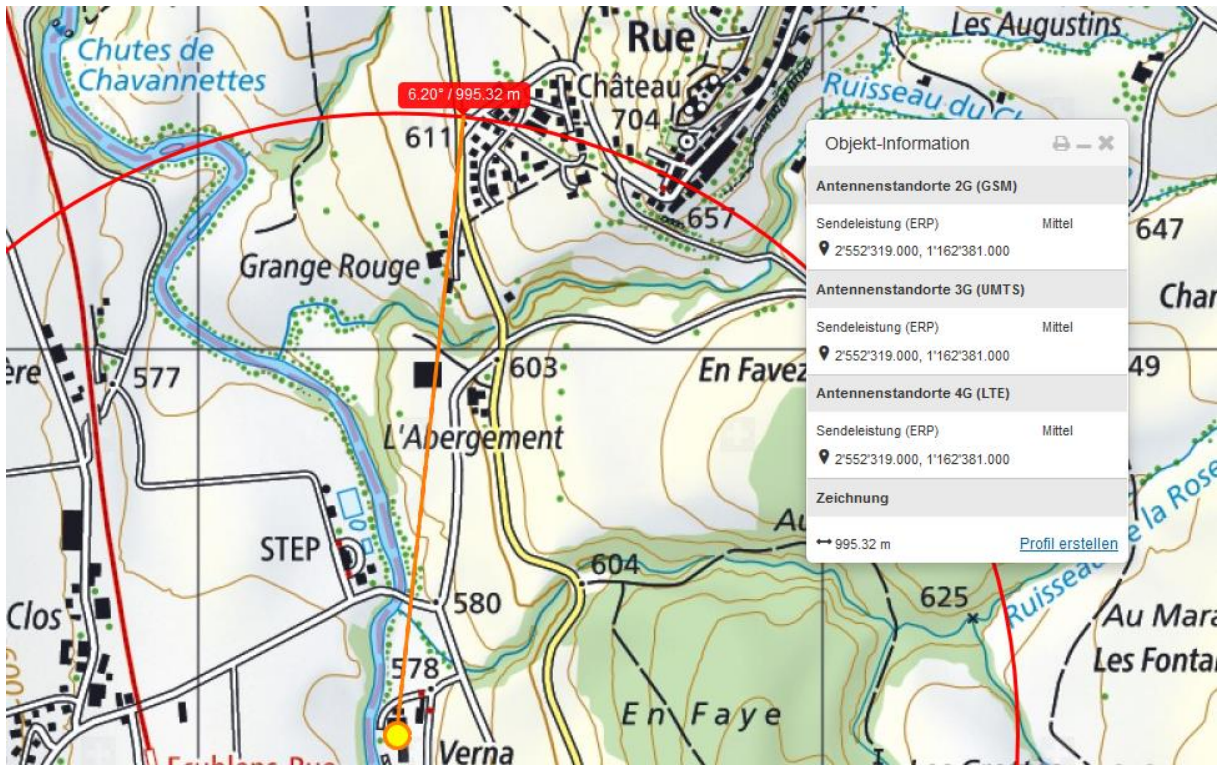 Chutes de
Chavannettes
Rue
Les Augustins
6.20° / 995.32 m
Château
704
611
657
Ruisseau du
647
Grange Rouge
577
603
En Favez
49
L'Abergement
STEP
604
580
625
Ruisseau de la Rose
Clos
578
Au Mara
Les Fontai
En Faye
Verna
Ecublens-Rue
Objekt-Information
Antennenstandorte 2G (GSM)
Sendeleistung (ERP) Mittel
2'552'319.000, 1'162'381.000
Antennenstandorte 3G (UMTS)
Sendeleistung (ERP) Mittel
2'552'319.000, 1'162'381.000
Antennenstandorte 4G (LTE)
Sendeleistung (ERP) Mittel
2'552'319.000, 1'162'381.000
Zeichnung
995.32 m Profil erstellen